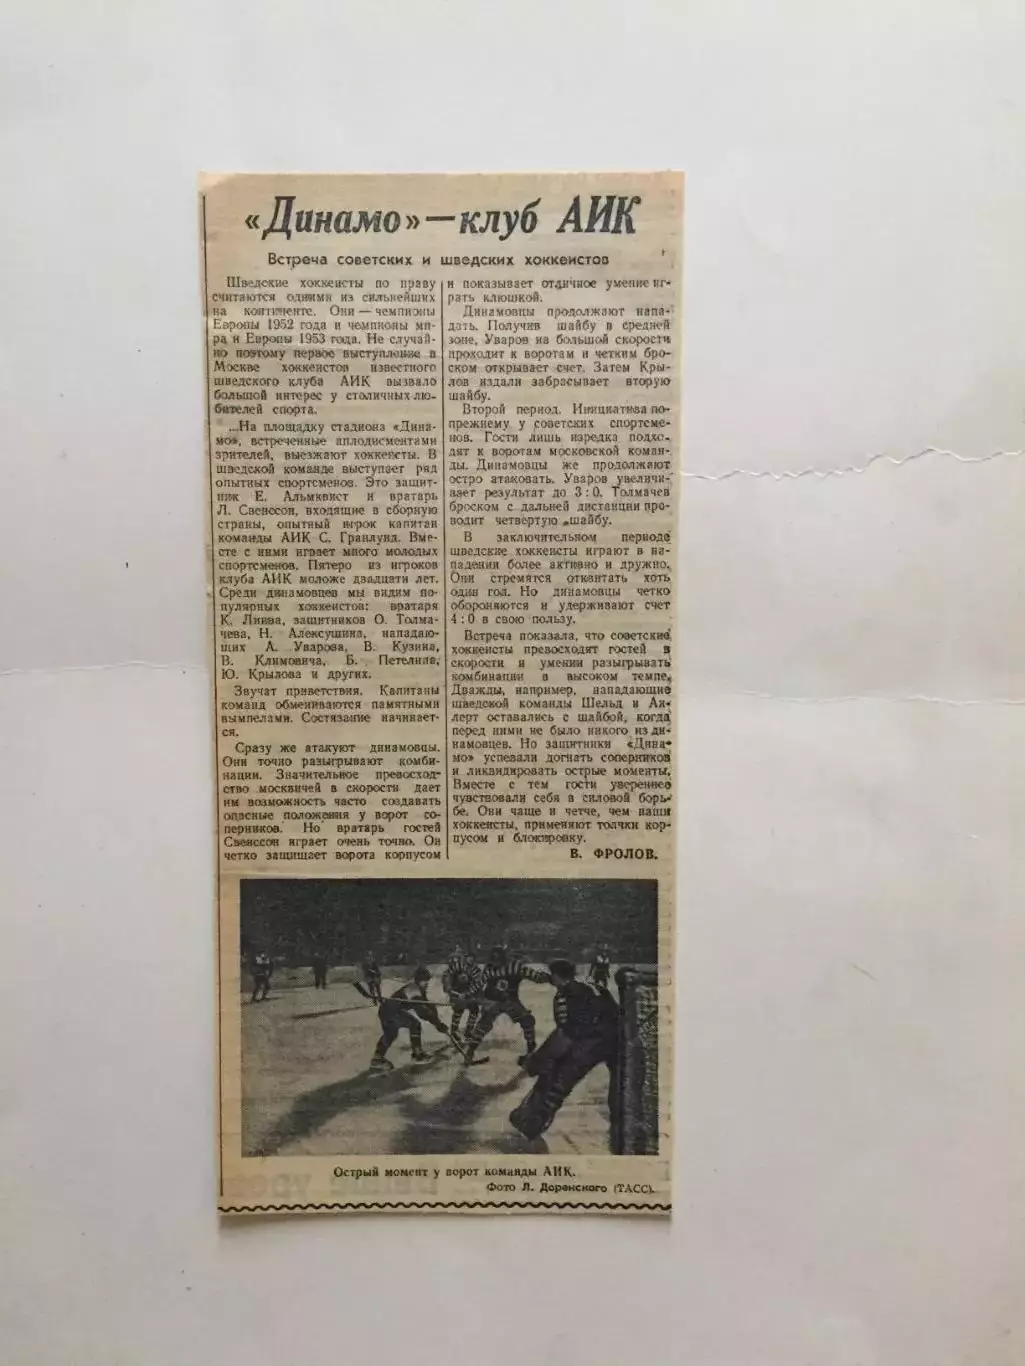 «Динамо» — клуб АИК
Встреча советских и шведских хоккеистов
Шведские хоккеисты по праву
считаются одними из сильнейших
на континенте. Они — чемпионы
Европы 1952 года и чемпионы ми-
ра и Европы 1953 года. Не случай-
но поэтому первое выступление в
Москве хоккеистов известного
шведского клуба АИК вызвало
большой интерес у столичных лю-
бителей спорта.
...На площадку стадиона «Дина-
мо», встреченные аплодисментами
зрителей, выезжают хоккеисты. В
шведской команде выступает ряд
опытных спортсменов. Это защит-
ник Е. Альмквист и вратарь
Л. Свенссон, входящие в сборную
страны, опытный игрок капитан
команды АИК С. Гранлунд. Вме-
сте с ними играет много молодых
спортсменов. Пятеро из игроков
клуба АИК моложе двадцати лет.
Среди динамовцев мы видим по-
пулярных хоккеистов: вратаря
К. Лиива, защитников О. Толма-
чева, Н. Алексушина, нападаю-
щих А. Уварова, В. Кузина,
В. Климовича, Б. Петелина,
Ю. Крылова и других.
Звучат приветствия. Капитаны
команд обмениваются памятными
вымпелами. Состязание начинает-
ся.
Сразу же атакуют динамовцы.
Они точно разыгрывают комби-
нации. Значительное превосход-
ство москвичей в скорости дает
им возможность часто создавать
опасные положения у ворот со-
перников. Но вратарь гостей
Свенссон играет очень точно. Он
четко защищает ворота корпусом
и показывает отличное умение иг-
рать клюшкой.
Динамовцы продолжают напа-
дать. Получив шайбу в средней
зоне, Уваров на большой скорости
проходит к воротам и четким бро-
ском открывает счет. Затем Кры-
лов издали забрасывает вторую
шайбу.
Второй период. Инициатива по-
прежнему у советских спортсме-
нов. Гости лишь изредка подхо-
дят к воротам московской коман-
ды. Динамовцы же продолжают
остро атаковать. Уваров увеличи-
вает результат до 3:0. Толмачев
броском с дальней дистанции про-
водит четвертую шайбу.
В заключительном периоде
шведские хоккеисты играют в на-
падении более активно и дружно.
Они стремятся отквитать хоть
один гол. Но динамовцы четко
обороняются и удерживают счет
4:0 в свою пользу.
Встреча показала, что советские
хоккеисты превосходят гостей в
скорости и умении разыгрывать
комбинации в высоком темпе.
Дважды, например, нападающие
шведской команды Шельд и Ай-
лерт оставались с шайбой, когда
перед ними не было никого из ди-
намовцев. Но защитники «Дина-
мо» успевали догнать соперников
и ликвидировать острые моменты.
Вместе с тем гости увереннее
чувствовали себя в силовой борь-
бе. Они чаще и четче, чем наши
хоккеисты, применяют толчки кор-
пусом и блокировку.
В. ФРОЛОВ.
Острый момент у ворот команды АИК.
Фото Л. Доренского (ТАСС).